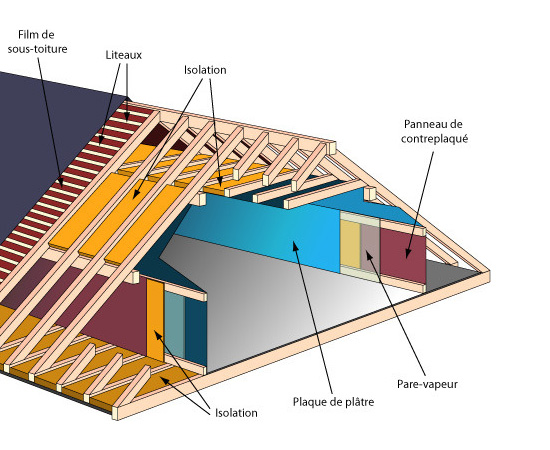 Film de
sous-toiture
Liteaux
Isolation
Panneau de
contreplaqué
Pare-vapeur
Plaque de plâtre
Isolation